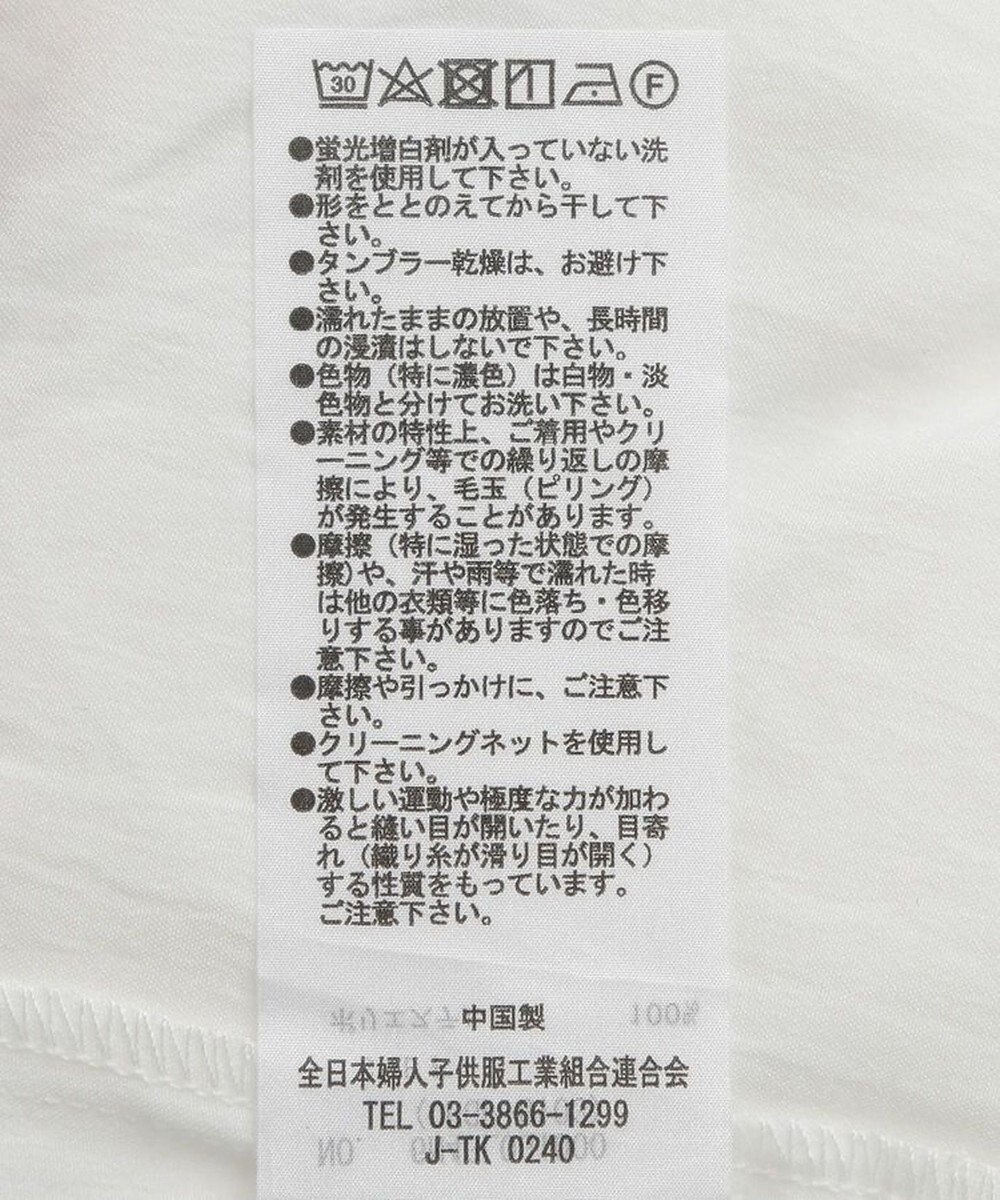 30 F
●蛍光増白剤が入っていない洗
剤を使用して下さい。
●形をととのえてから干して下
さい。
●タンブラー乾燥は、お避け下
さい。
●濡れたままの放置や、長時間
の浸漬はしないで下さい。
●色物（特に濃色）は白物・淡
色物と分けてお洗い下さい。
●素材の特性上、ご着用やクリ
ーニング等での繰り返しの摩
擦により、毛玉（ピリング）
が発生することがあります。
●摩擦（特に湿った状態での摩
擦)や、汗や雨等で濡れた時
は他の衣類等に色落ち・色移
りする事がありますのでご注
意下さい。
●摩擦や引っかけに、ご注意下
さい。
●クリーニングネットを使用し
て下さい。
●激しい運動や極度な力が加わ
ると縫い目が開いたり、目寄
れ（織り糸が滑り目が開く）
する性質をもっています。
ご注意下さい。
ポリエステ 中国製 100%
全日本婦人子供服工業組合連合会
TEL 03-3866-1299
J-TK 0240
NO.